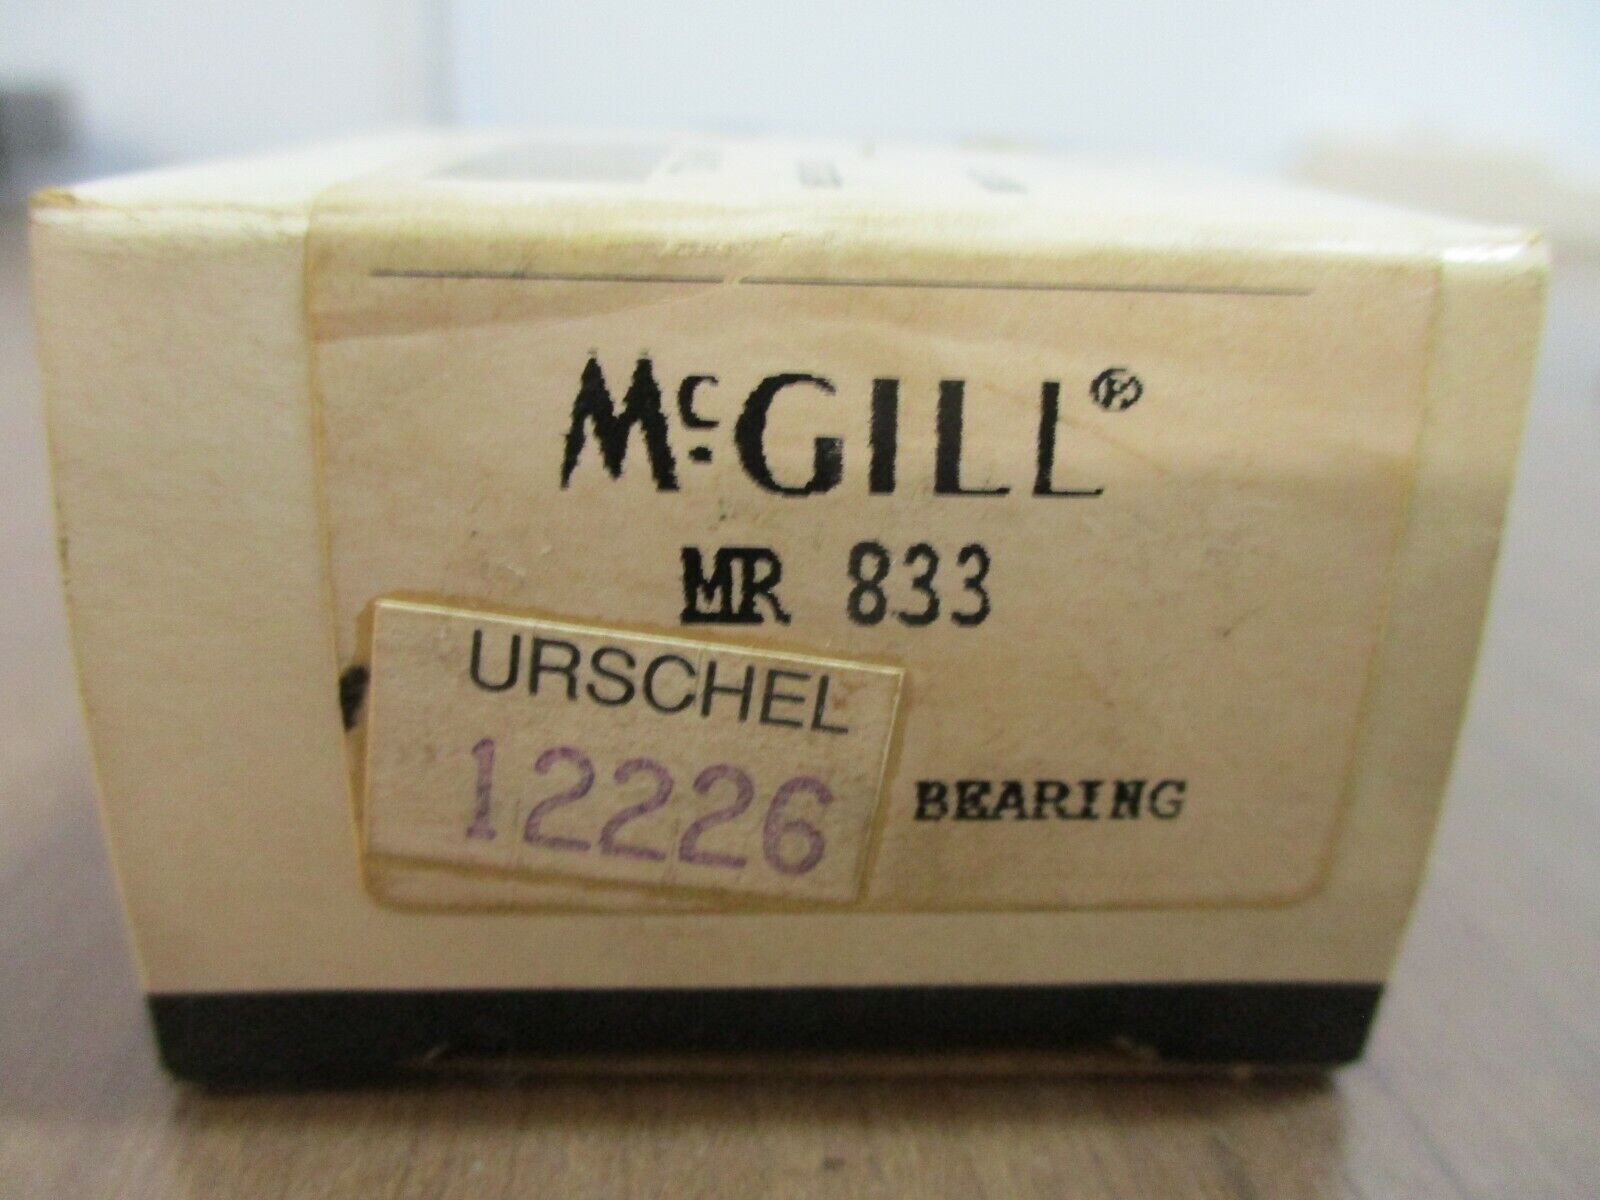 McGILL®
MR 833
URSCHEL
12226
BEARING